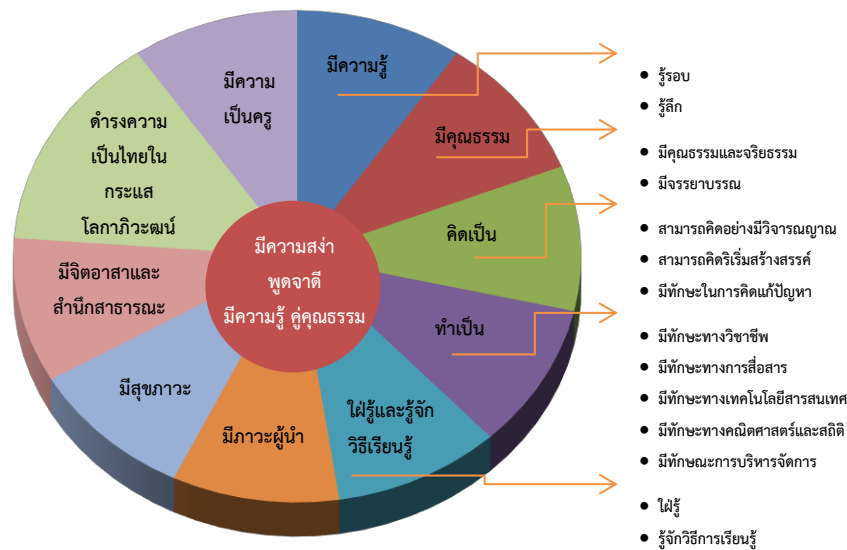 มีความรู้
มีคุณธรรม
คิดเป็น
ทำเป็น
ใฝ่รู้และรู้จัก
วิธีเรียนรู้
มีภาวะผู้นำ
มีสุขภาวะ
มีจิตอาสาและ
สำนึกสาธารณะ
ดำรงความ
เป็นไทยใน
กระแส
โลกาภิวะฒน์
มีความ
เป็นครู
มีความสง่า
พูดจาดี
มีความรู้ คู่คุณธรรม
● รู้รอบ
● รู้ลึก
● มีคุณธรรมและจริยธรรม
● มีจรรยาบรรณ
● สามารถคิดอย่างมีวิจารณญาณ
● สามารถคิดริเริ่มสร้างสรรค์
● มีทักษะในการคิดแก้ปัญหา
● มีทักษะทางวิชาชีพ
● มีทักษะทางการสื่อสาร
● มีทักษะทางเทคโนโลยีสารสนเทศ
● มีทักษะทางคณิตศาสตร์และสถิติ
● มีทักษณะการบริหารจัดการ
● ใฝ่รู้
● รู้จักวิธีการเรียนรู้